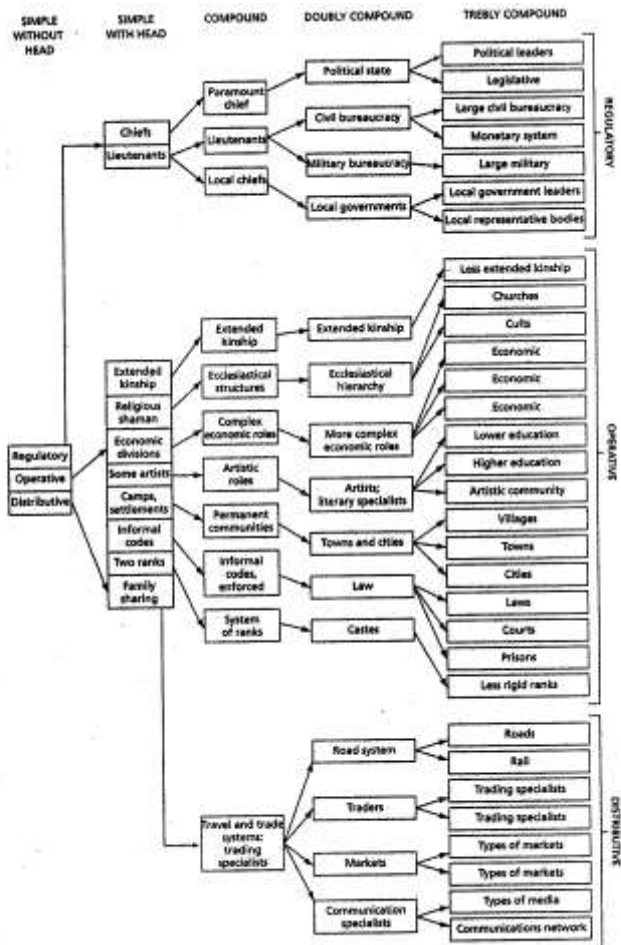 SIMPLE
WITHOUT
HEAD
SIMPLE
WITH HEAD
COMPOUND
DOUBLY COMPOUND
TREBLY COMPOUND
Regulatory
Operative
Distributive
Chiefs
Lieutenants
Extended
kinship
Religious
shaman
Economic
divisions
Some artists
Camps,
settlements
Informal
codes
Two ranks
Family
sharing
Paramount
chief
Lieutenants
Local chiefs
Extended
kinship
Ecclesiastical
structures
Complex
economic roles
Artistic
roles
Permanent
communities
Informal
codes,
enforced
System
of ranks
Travel and trade
systems:
trading
specialists
Political state
Civil bureaucracy
Military bureaucracy
Local governments
Extended kinship
Ecclesiastical
hierarchy
More complex
economic roles
Artists;
literary specialists
Towns and cities
Law
Castes
Road system
Traders
Markets
Communication
specialists
Political leaders
Legislative
Large civil bureaucracy
Monetary system
Large military
Local government leaders
Local representative bodies
Less extended kinship
Churches
Cults
Economic
Economic
Economic
Lower education
Higher education
Artistic community
Villages
Towns
Cities
Laws
Courts
Prisons
Less rigid ranks
Roads
Rail
Trading specialists
Trading specialists
Types of markets
Types of markets
Types of media
Communications network
REGULATORY
OPERATIVE
DISTRIBUTIVE